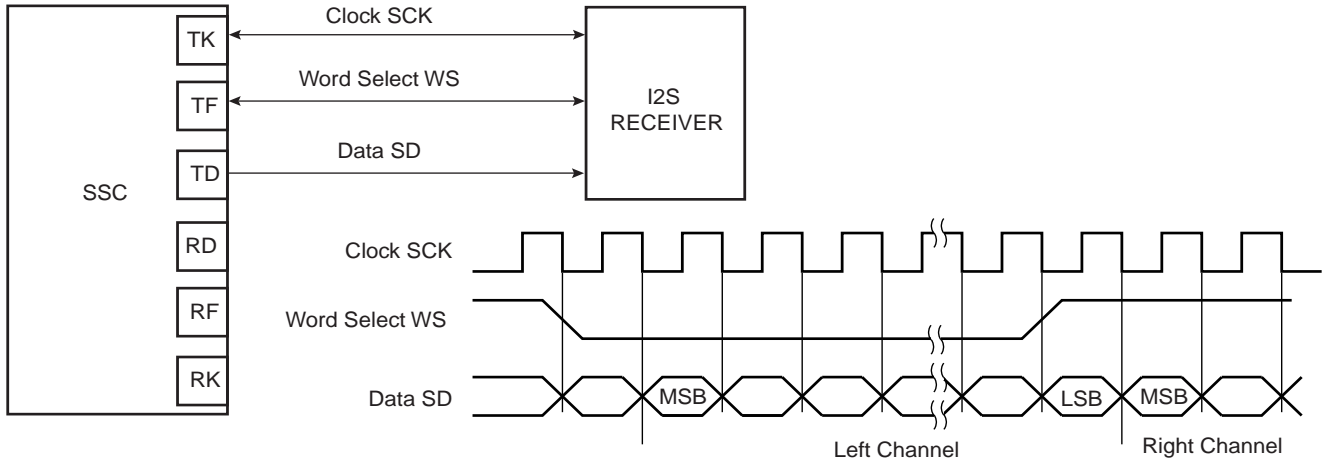 Clock SCK
TK
Word Select WS
TF
I2S
RECEIVER
Data SD
TD
SSC
RD
RF
RK
Clock SCK
Word Select WS
Data SD
MSB
LSB
MSB
Left Channel
Right Channel